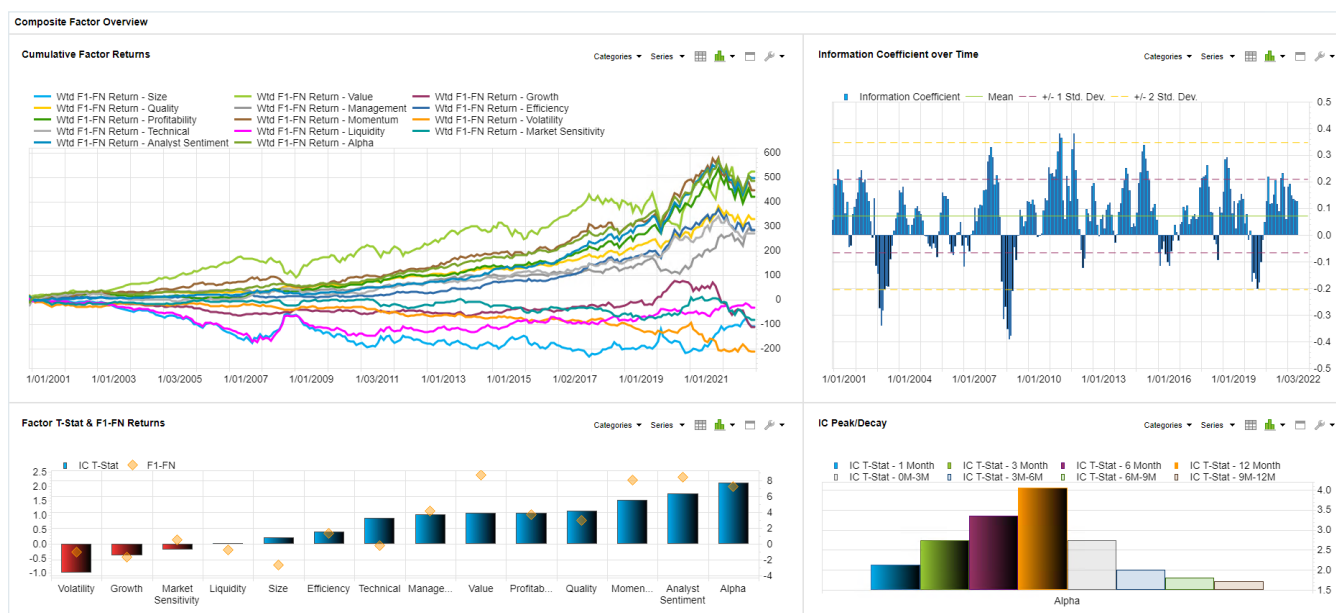 Composite Factor Overview
Cumulative Factor Returns
Categories Series
Wtd F1-FN Return - Size Wtd F1-FN Return - Value Wtd F1-FN Return - Growth
Wtd F1-FN Return - Quality Wtd F1-FN Return - Management Wtd F1-FN Return - Efficiency
Wtd F1-FN Return - Profitability Wtd F1-FN Return - Momentum Wtd F1-FN Return - Volatility
Wtd F1-FN Return - Technical Wtd F1-FN Return - Liquidity Wtd F1-FN Return - Market Sensitivity
Wtd F1-FN Return - Analyst Sentiment Wtd F1-FN Return - Alpha
600
500
400
300
200
100
0
-100
-200
1/01/2001 1/01/2003 1/03/2005 1/01/2007 1/01/2009 1/03/2011 1/01/2013 1/01/2015 1/02/2017 1/01/2019 1/01/2021
Information Coefficient over Time
Categories Series
Information Coefficient Mean +/- 1 Std. Dev. +/- 2 Std. Dev.
0.5
0.4
0.3
0.2
0.1
0.0
-0.1
-0.2
-0.3
-0.4
-0.5
1/01/2001 1/01/2004 1/01/2007 1/01/2010 1/01/2013 1/01/2016 1/01/2019 1/03/2022
Factor T-Stat & F1-FN Returns
Categories Series
IC T-Stat F1-FN
2.5
2.0
1.5
1.0
0.5
0.0
-0.5
-1.0
8
6
4
2
0
-2
-4
Volatility Growth Market Sensitivity Liquidity Size Efficiency Technical Manage... Value Profitab... Quality Momen... Analyst Sentiment Alpha
IC Peak/Decay
Categories Series
IC T-Stat - 1 Month IC T-Stat - 3 Month IC T-Stat - 6 Month IC T-Stat - 12 Month
IC T-Stat - 0M-3M IC T-Stat - 3M-6M IC T-Stat - 6M-9M IC T-Stat - 9M-12M
4.0
3.5
3.0
2.5
2.0
1.5
Alpha